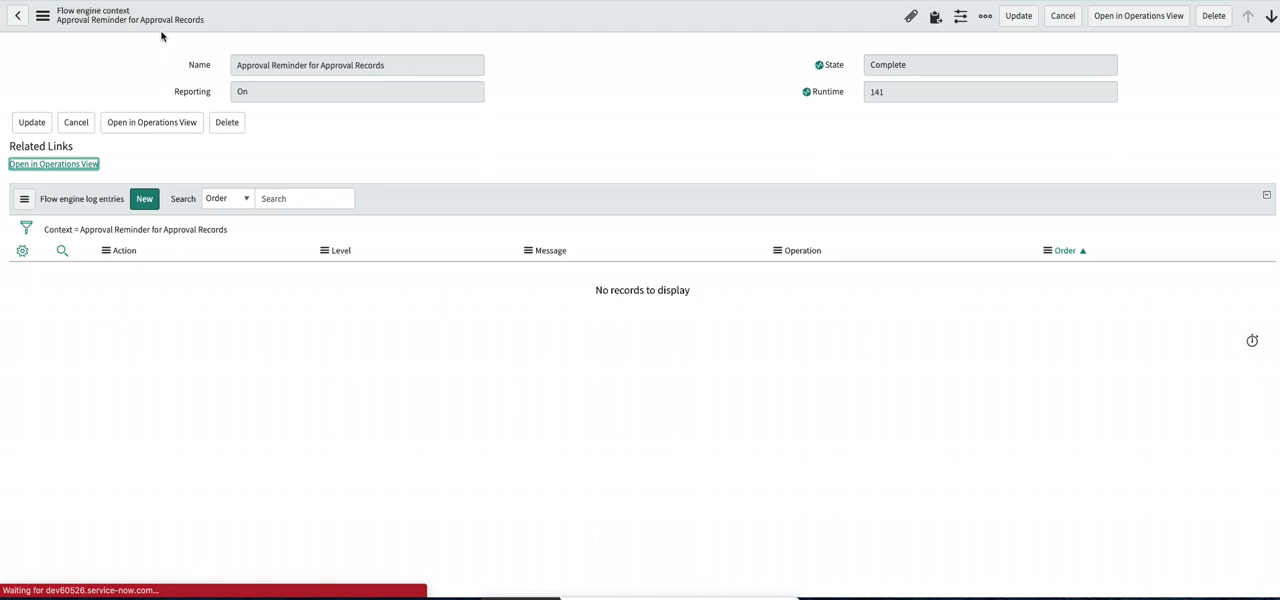 Flow engine context
Approval Reminder for Approval Records
Update Cancel Open in Operations View Delete
Name Approval Reminder for Approval Records State Complete
Reporting On Runtime 141
Update Cancel Open in Operations View Delete
Related Links
Open in Operations View
Flow engine log entries New Search Order Search
Context = Approval Reminder for Approval Records
Action Level Message Operation Order
No records to display
Waiting for dev60526.service-now.com...